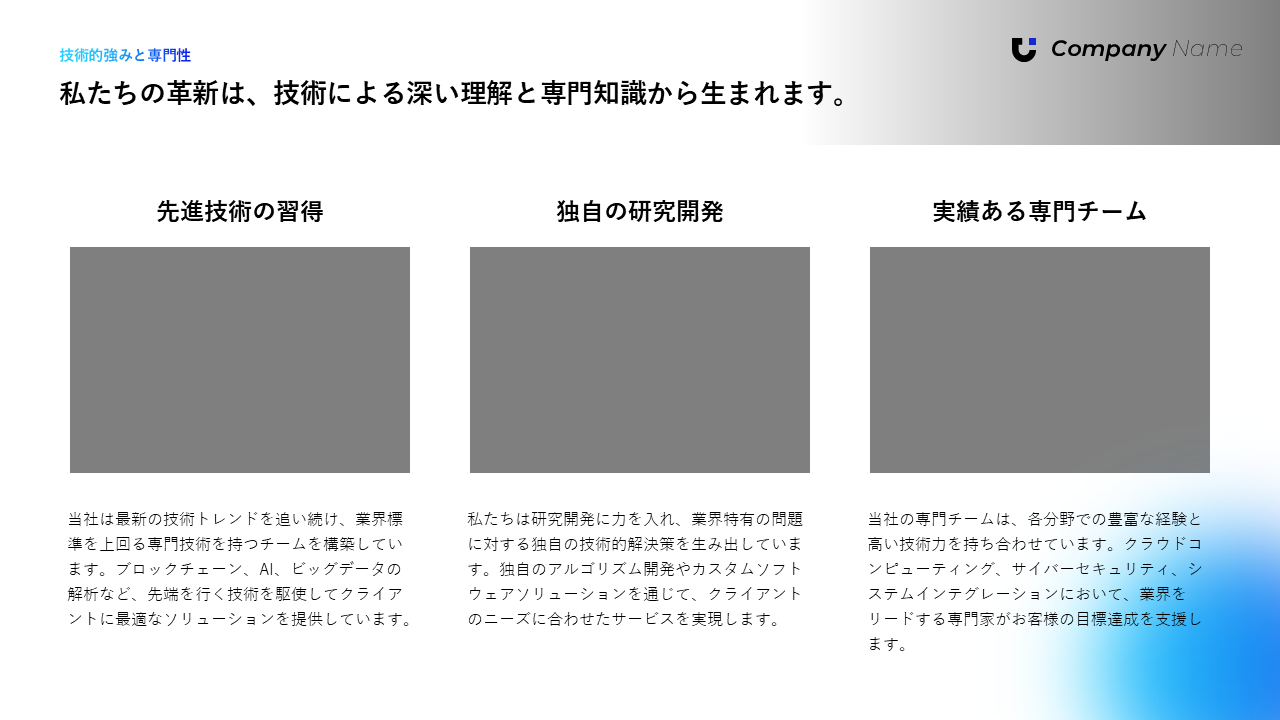 技術的強みと専門性
Company Name
私たちの革新は、技術による深い理解と専門知識から生まれます。
先進技術の習得
当社は最新の技術トレンドを追い続け、業界標
準を上回る専門技術を持つチームを構築してい
ます。ブロックチェーン、AI、ビッグデータの
解析など、先端を行く技術を駆使してクライア
ントに最適なソリューションを提供しています。
独自の研究開発
私たちは研究開発に力を入れ、業界特有の問題
に対する独自の技術的解決策を生み出していま
す。独自のアルゴリズム開発やカスタムソフト
ウェアソリューションを通じて、クライアント
のニーズに合わせたサービスを実現します。
実績ある専門チーム
当社の専門チームは、各分野での豊富な経験と
高い技術力を持ち合わせています。クラウドコ
ンピューティング、サイバーセキュリティ、シ
ステムインテグレーションにおいて、業界を
リードする専門家がお客様の目標達成を支援し
ます。